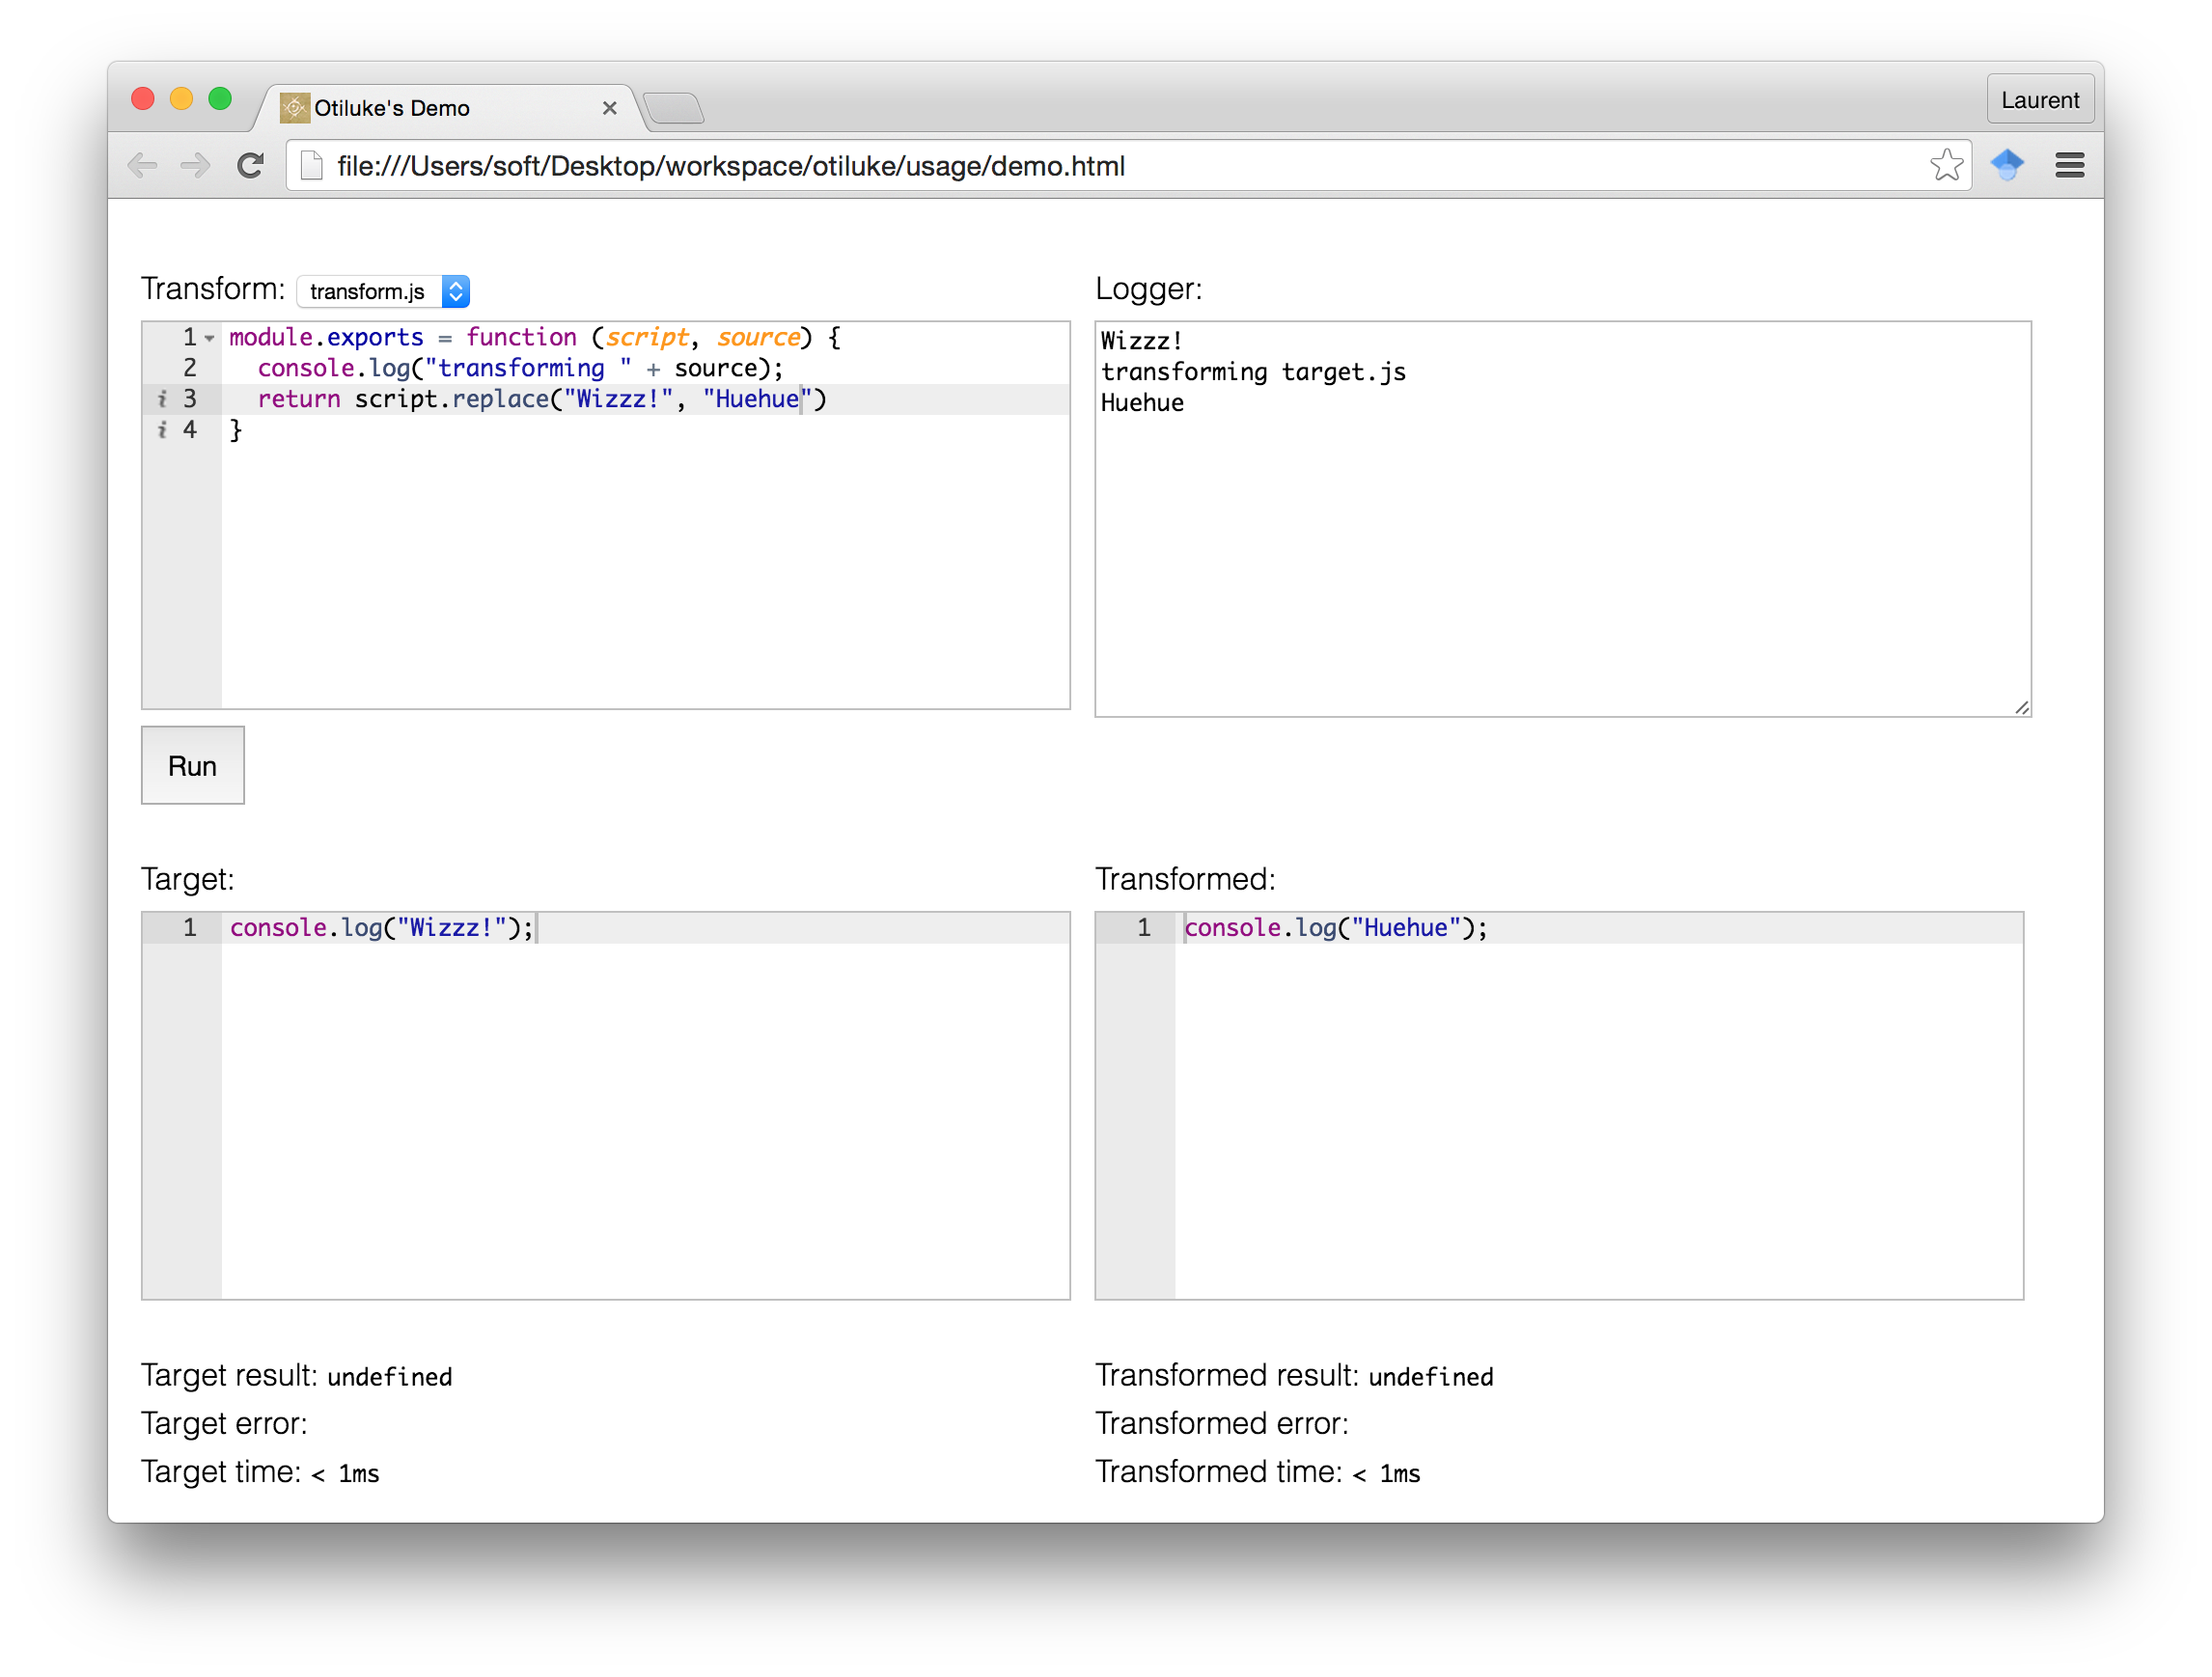 Otiluke's Demo
Laurent
file:///Users/soft/Desktop/workspace/otiluke/usage/demo.html
Transform: transform.js
1 module.exports = function (script, source) {
2 console.log("transforming " + source);
i 3 return script.replace("Wizzz!", "Huehue")
i 4 }
Logger:
Wizzz!
transforming target.js
Huehue
Run
Target:
1 console.log("Wizzz!");
Transformed:
1 console.log("Huehue");
Target result: undefined
Target error:
Target time: < 1ms
Transformed result: undefined
Transformed error:
Transformed time: < 1ms